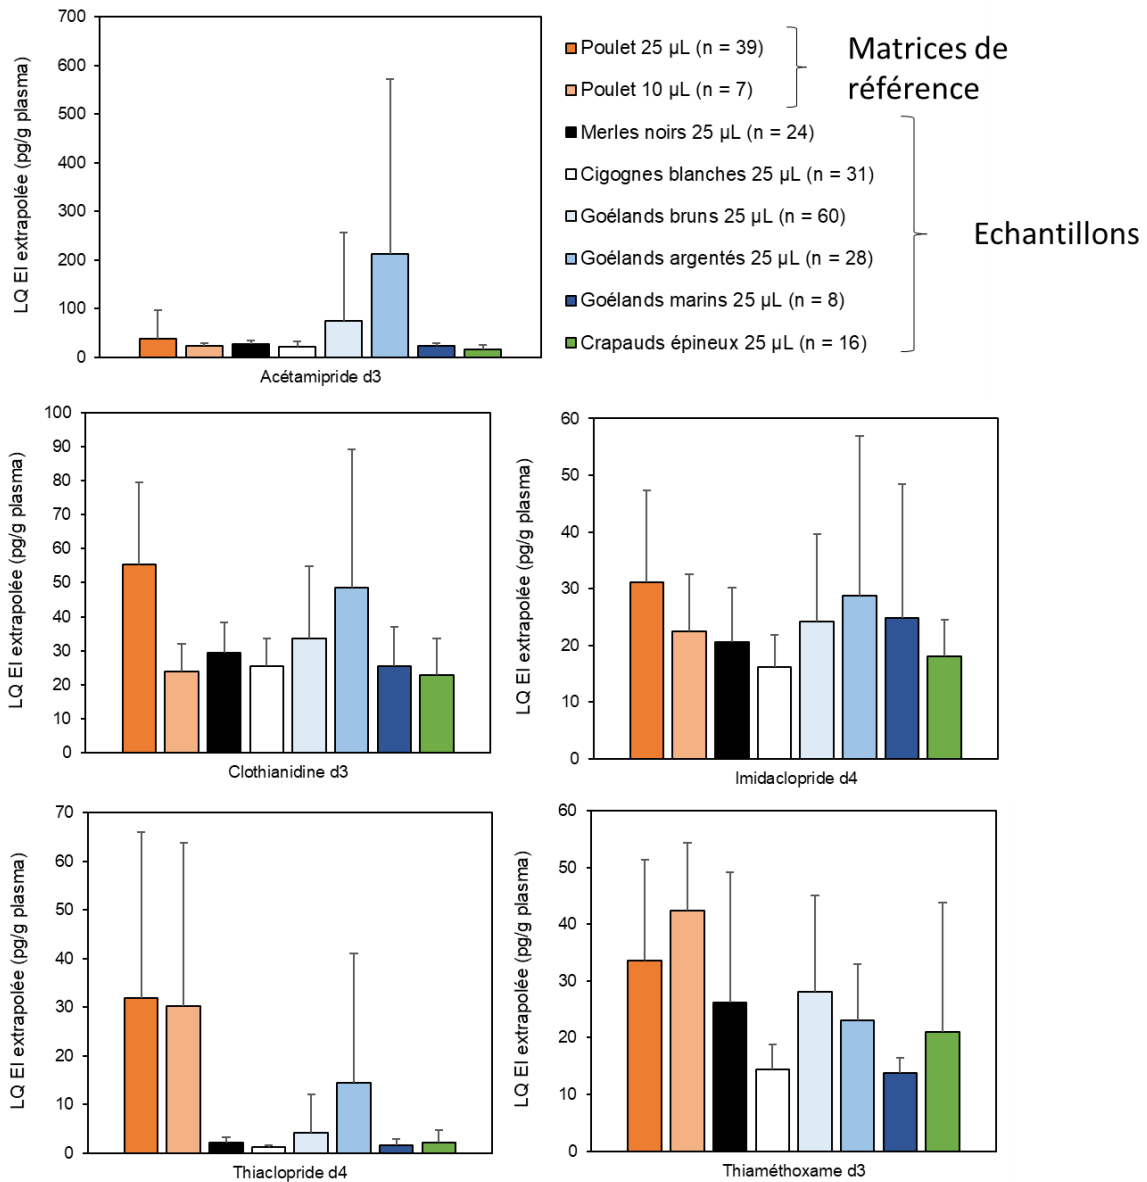 LQ EI extrapolée (pg/g plasma)
700
600
500
400
300
200
100
0
Acétamipride d3
Poulet 25 µL (n = 39)
Poulet 10 µL (n = 7)
Matrices de
référence
Merles noirs 25 µL (n = 24)
Cigognes blanches 25 µL (n = 31)
Goélands bruns 25 µL (n = 60)
Goélands argentés 25 µL (n = 28)
Goélands marins 25 µL (n = 8)
Crapauds épineux 25 µL (n = 16)
Echantillons
LQ EI extrapolée (pg/g plasma)
100
90
80
70
60
50
40
30
20
10
0
Clothianidine d3
LQ EI extrapolée (pg/g plasma)
60
50
40
30
20
10
0
Imidaclopride d4
LQ EI extrapolée (pg/g plasma)
70
60
50
40
30
20
10
0
Thiaclopride d4
LQ EI extrapolée (pg/g plasma)
60
50
40
30
20
10
0
Thiaméthoxame d3